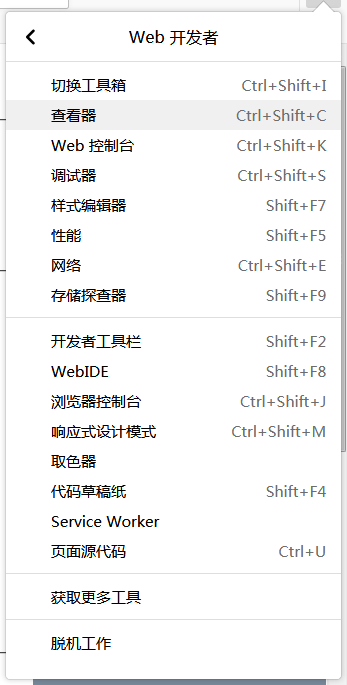 Web 开发者
切换工具箱 Ctrl+Shift+I
查看器 Ctrl+Shift+C
Web 控制台 Ctrl+Shift+K
调试器 Ctrl+Shift+S
样式编辑器 Shift+F7
性能 Shift+F5
网络 Ctrl+Shift+E
存储探查器 Shift+F9
开发者工具栏 Shift+F2
WebIDE Shift+F8
浏览器控制台 Ctrl+Shift+J
响应式设计模式 Ctrl+Shift+M
取色器
代码草稿纸 Shift+F4
Service Worker
页面源代码 Ctrl+U
获取更多工具
脱机工作